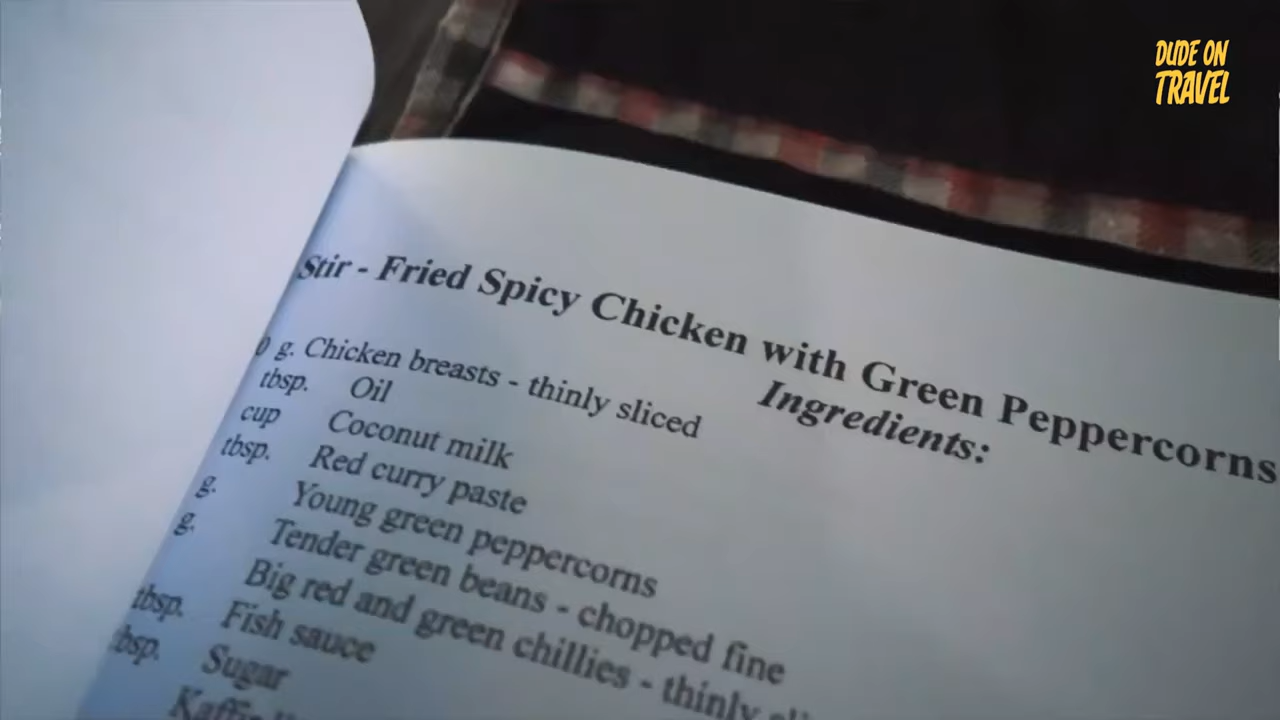 DUDE ON
TRAVEL
Stir - Fried Spicy Chicken with Green Peppercorns
Ingredients:
g. Chicken breasts - thinly sliced
tbsp. Oil
cup Coconut milk
tbsp. Red curry paste
g. Young green peppercorns
g. Tender green beans - chopped fine
Big red and green chillies - thinly
tbsp. Fish sauce
tbsp. Sugar